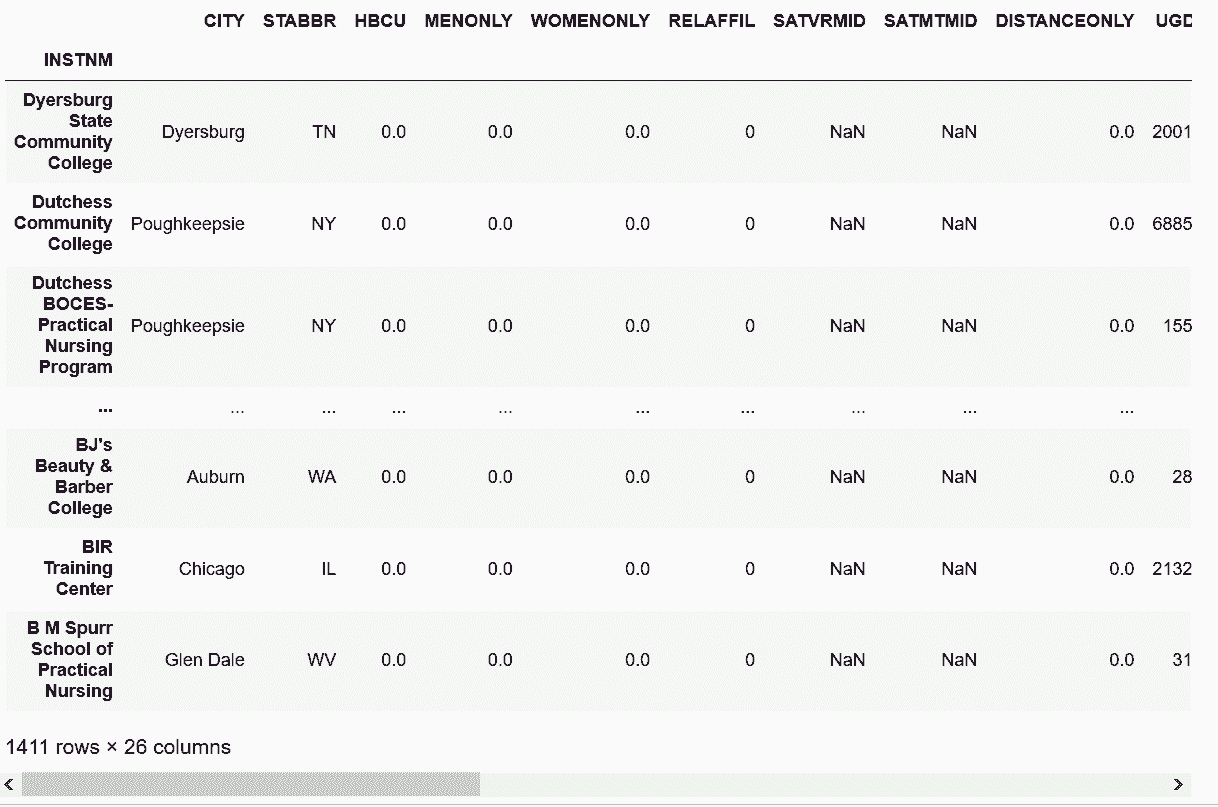 CITY STABBR HBCU MENONLY WOMENONLY RELAFFIL SATVRMID SATMTMID DISTANCEONLY UGD
INSTNM
Dyersburg
State
Community
College
Dyersburg TN 0.0 0.0 0.0 0 NaN NaN 0.0 2001
Dutchess
Community
College
Poughkeepsie NY 0.0 0.0 0.0 0 NaN NaN 0.0 6885
Dutchess
BOCES-
Practical
Nursing
Program
Poughkeepsie NY 0.0 0.0 0.0 0 NaN NaN 0.0 155
... ... ... ... ... ... ... ... ... ...
BJ's
Beauty &
Barber
College
Auburn WA 0.0 0.0 0.0 0 NaN NaN 0.0 28
BIR
Training
Center
Chicago IL 0.0 0.0 0.0 0 NaN NaN 0.0 2132
B M Spurr
School of
Practical
Nursing
Glen Dale WV 0.0 0.0 0.0 0 NaN NaN 0.0 31
1411 rows × 26 columns